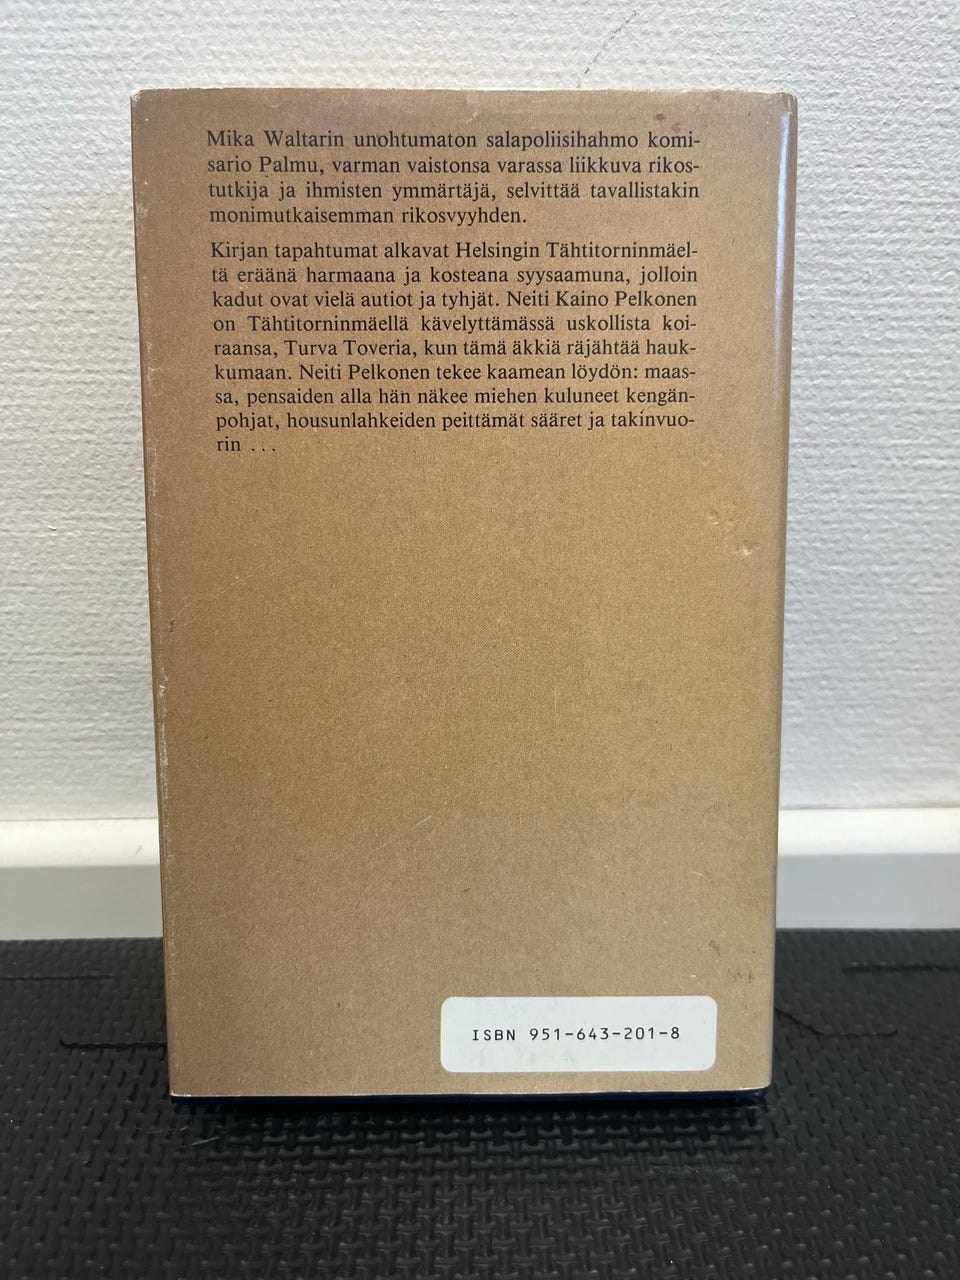 Mika Waltarin unohtumaton salapoliisihahmo komi-
sario Palmu, varman vaistonsa varassa liikkuva rikos-
tutkija ja ihmisten ymmärtäjä, selvittää tavallistakin
monimutkaisemman rikosvyyhden.
Kirjan tapahtumat alkavat Helsingin Tähtitorninmäel-
tä eräänä harmaana ja kosteana syysaamuna, jolloin
kadut ovat vielä autiot ja tyhjät. Neiti Kaino Pelkonen
on Tähtitorninmäellä kävelyttämässä uskollista koi-
raansa, Turva Toveria, kun tämä äkkiä räjähtää hauk-
kumaan. Neiti Pelkonen tekee kaamean löydön: maas-
sa, pensaiden alla hän näkee miehen kuluneet kengän-
pohjat, housunlahkeiden peittämät sääret ja takinvuo-
rin ...
ISBN 951-643-201-8